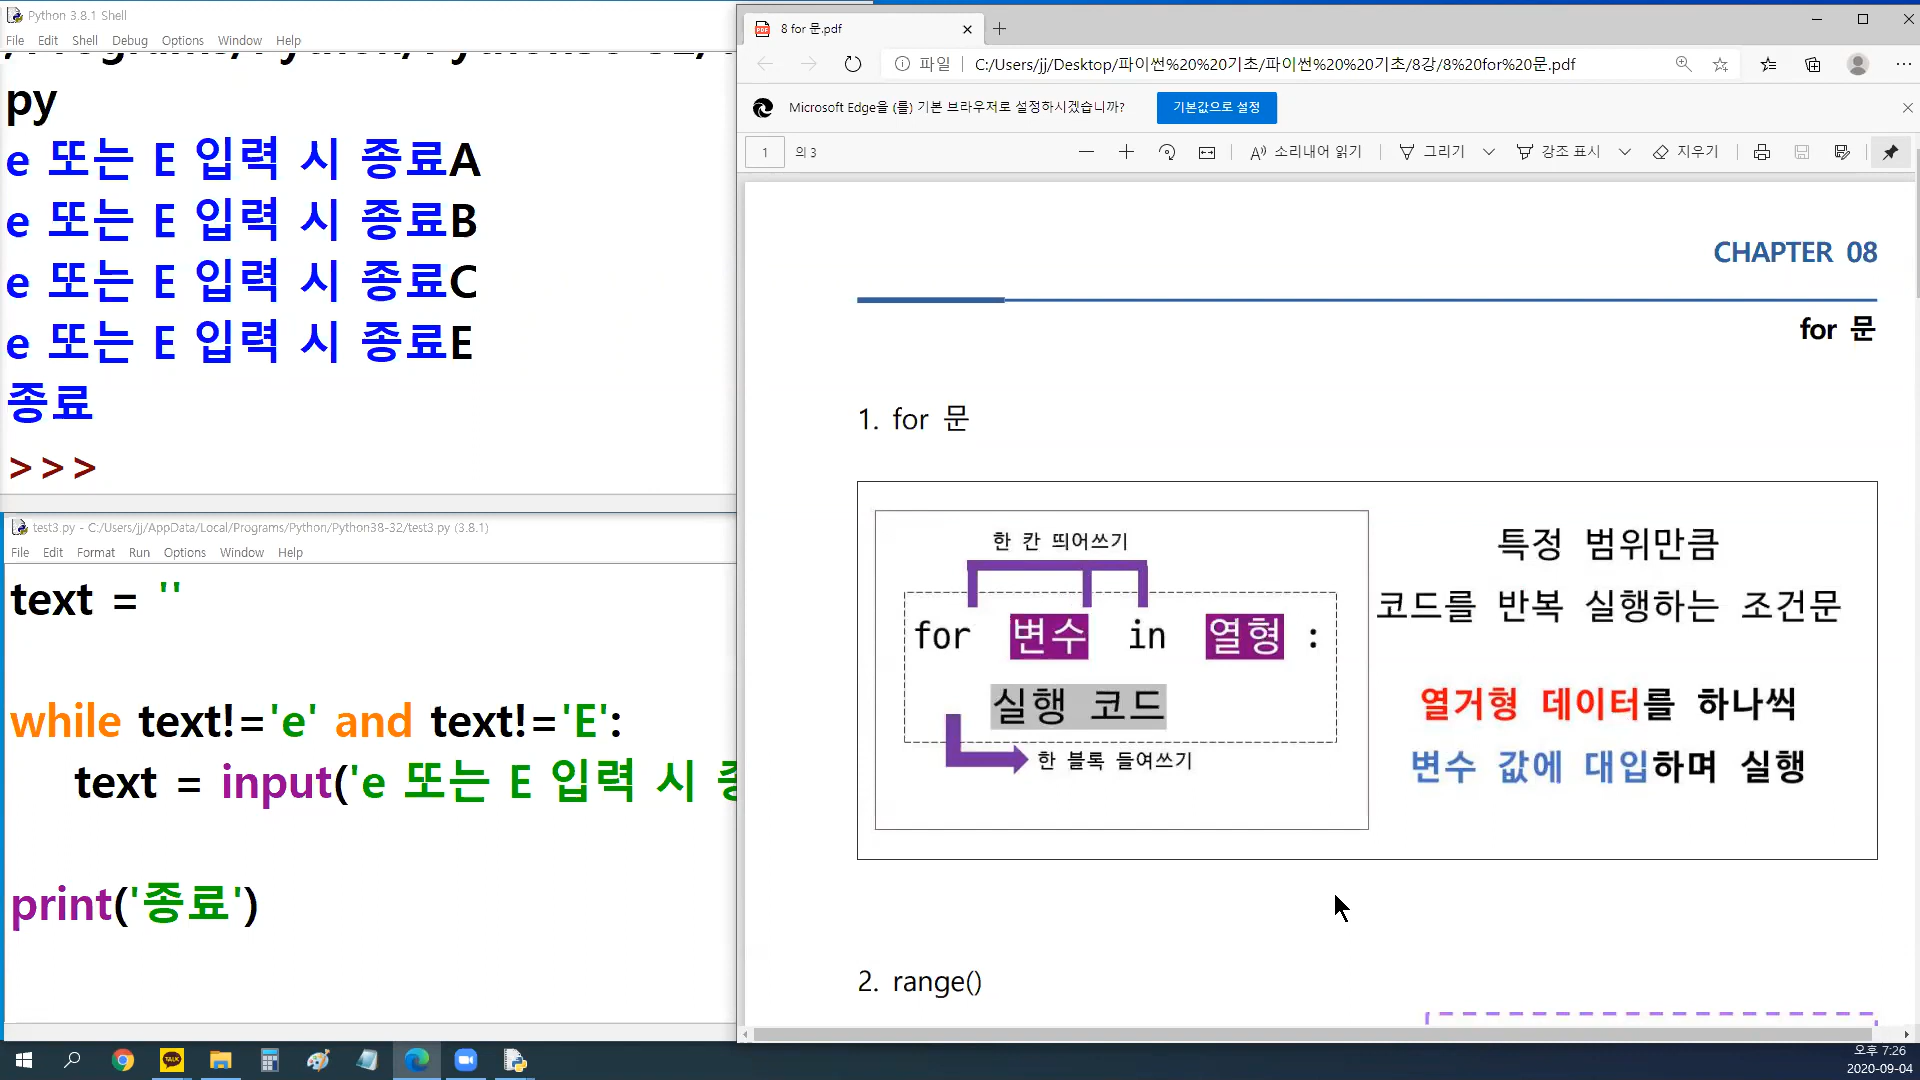 Python 3.8.1 Shell
File Edit Shell Debug Options Window Help
py
e 또는 E 입력 시 종료A
e 또는 E 입력 시 종료B
e 또는 E 입력 시 종료C
e 또는 E 입력 시 종료E
종료
>>>
test3.py - C:/Users/jj/AppData/Local/Programs/Python/Python38-32/test3.py (3.8.1)
File Edit Format Run Options Window Help
text = ''
while text!='e' and text!='E':
text = input('e 또는 E 입력 시
print('종료')
8 for 문.pdf
파일 C:/Users/jj/Desktop/파이썬%20%20기초/파이썬%20%20기초/8강/8%20for%20문.pdf
Microsoft Edge을 (를) 기본 브라우저로 설정하시겠습니까? 기본값으로 설정
1 의 3 소리내어 읽기 그리기 강조 표시 지우기
CHAPTER 08
for 문
1. for 문
한 칸 띄어쓰기
for 변수 in 열형 :
실행 코드
한 블록 들여쓰기
특정 범위만큼
코드를 반복 실행하는 조건문
열거형 데이터를 하나씩
변수 값에 대입하며 실행
2. range()
TALK
오후 7:26
2020-09-04